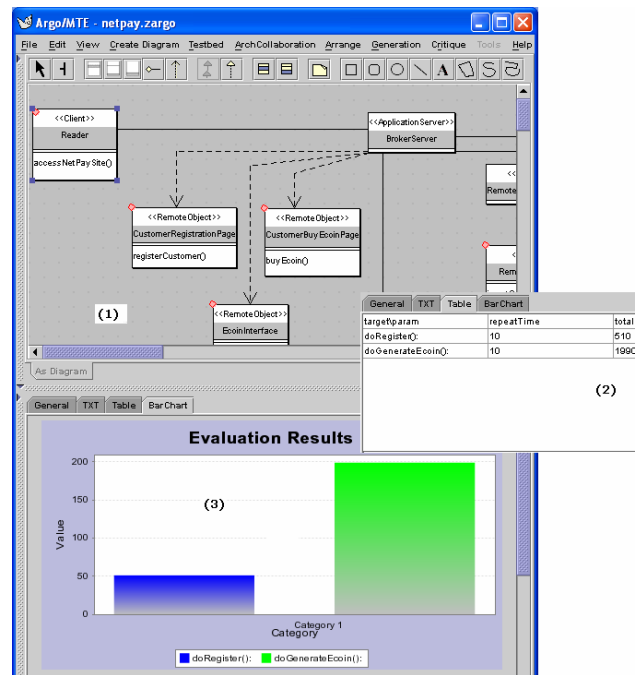 Argo/MTE - netpay.zargo
File Edit View Create Diagram Testbed ArchCollaboration Arrange Generation Critique Tools Help
A
<<Client>>
Reader
accessNetPaySite()
<<ApplicationServer>>
BrokerServer
<<
Remote
<<RemoteObject>>
CustomerRegistrationPage
registerCustomer()
<<RemoteObject>>
CustomerBuyEcoinPage
buyEcoin()
<<
Rem
(1)
<<RemoteObject>>
EcoinInterface
As Diagram
General TXT Table BarChart
target\param repeatTime total
doRegister(): 10 510
doGenerateEcoin(): 10 1990
(2)
General TXT Table BarChart
Evaluation Results
200
150
100
50
0
Value
(3)
Category 1
Category
doRegister(): doGenerateEcoin():